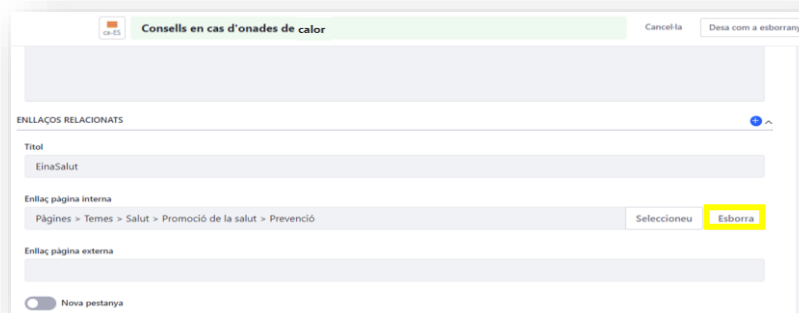 ca-ES
Consells en cas d'onades de calor
Cancel·la
Desa com a esborrany
ENLLAÇOS RELACIONATS
Títol
EinaSalut
Enllaç pàgina interna
Pàgines > Temes > Salut > Promoció de la salut > Prevenció
Seleccioneu
Esborra
Enllaç pàgina externa
Nova pestanya